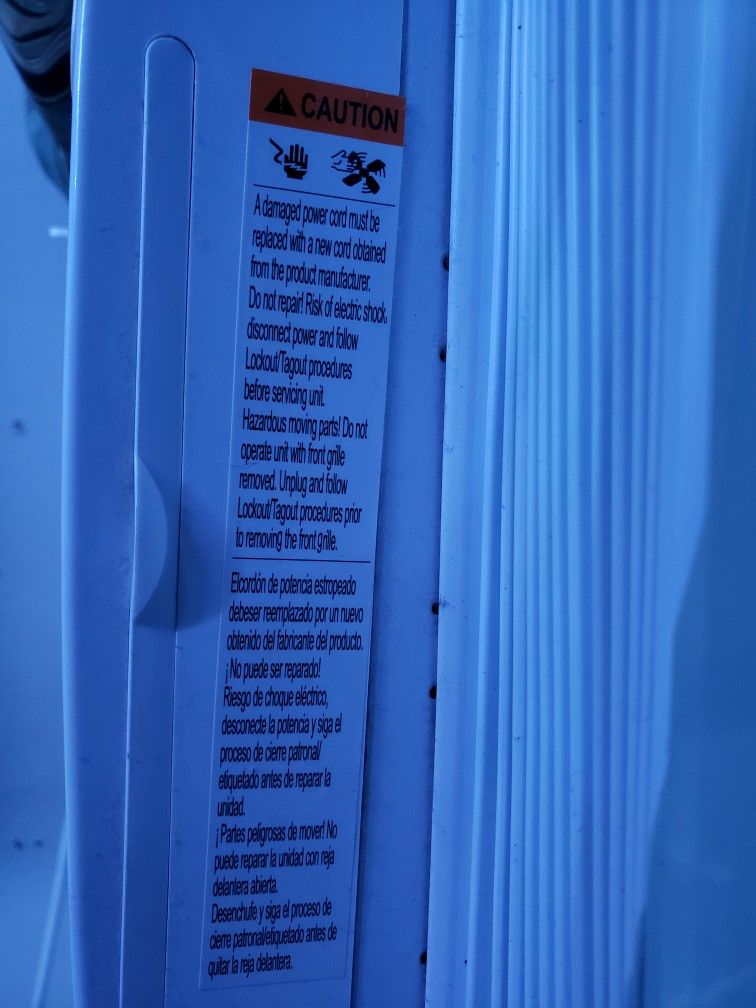 CAUTION
A damaged power cord must be
replaced with a new cord obtained
from the product manufacturer.
Do not repair! Risk of electric shock,
disconnect power and follow
Lockout/Tagout procedures
before servicing unit.
Hazardous moving parts! Do not
operate unit with front grille
removed. Unplug and follow
Lockout/Tagout procedures prior
to removing the front grille.
Elcordón de potencia estropeado
debeser reemplazado por un nuevo
obtenido del fabricante del producto.
¡No puede ser reparado!
Riesgo de choque eléctrico,
desconecte la potencia y siga el
proceso de cierre patronal/
etiquetado antes de reparar la
unidad.
¡ Partes peligrosas de mover! No
puede reparar la unidad con reja
delantera abierta.
Desenchufe y siga el proceso de
cierre patronal/etiquetado antes de
quitar la reja delantera.